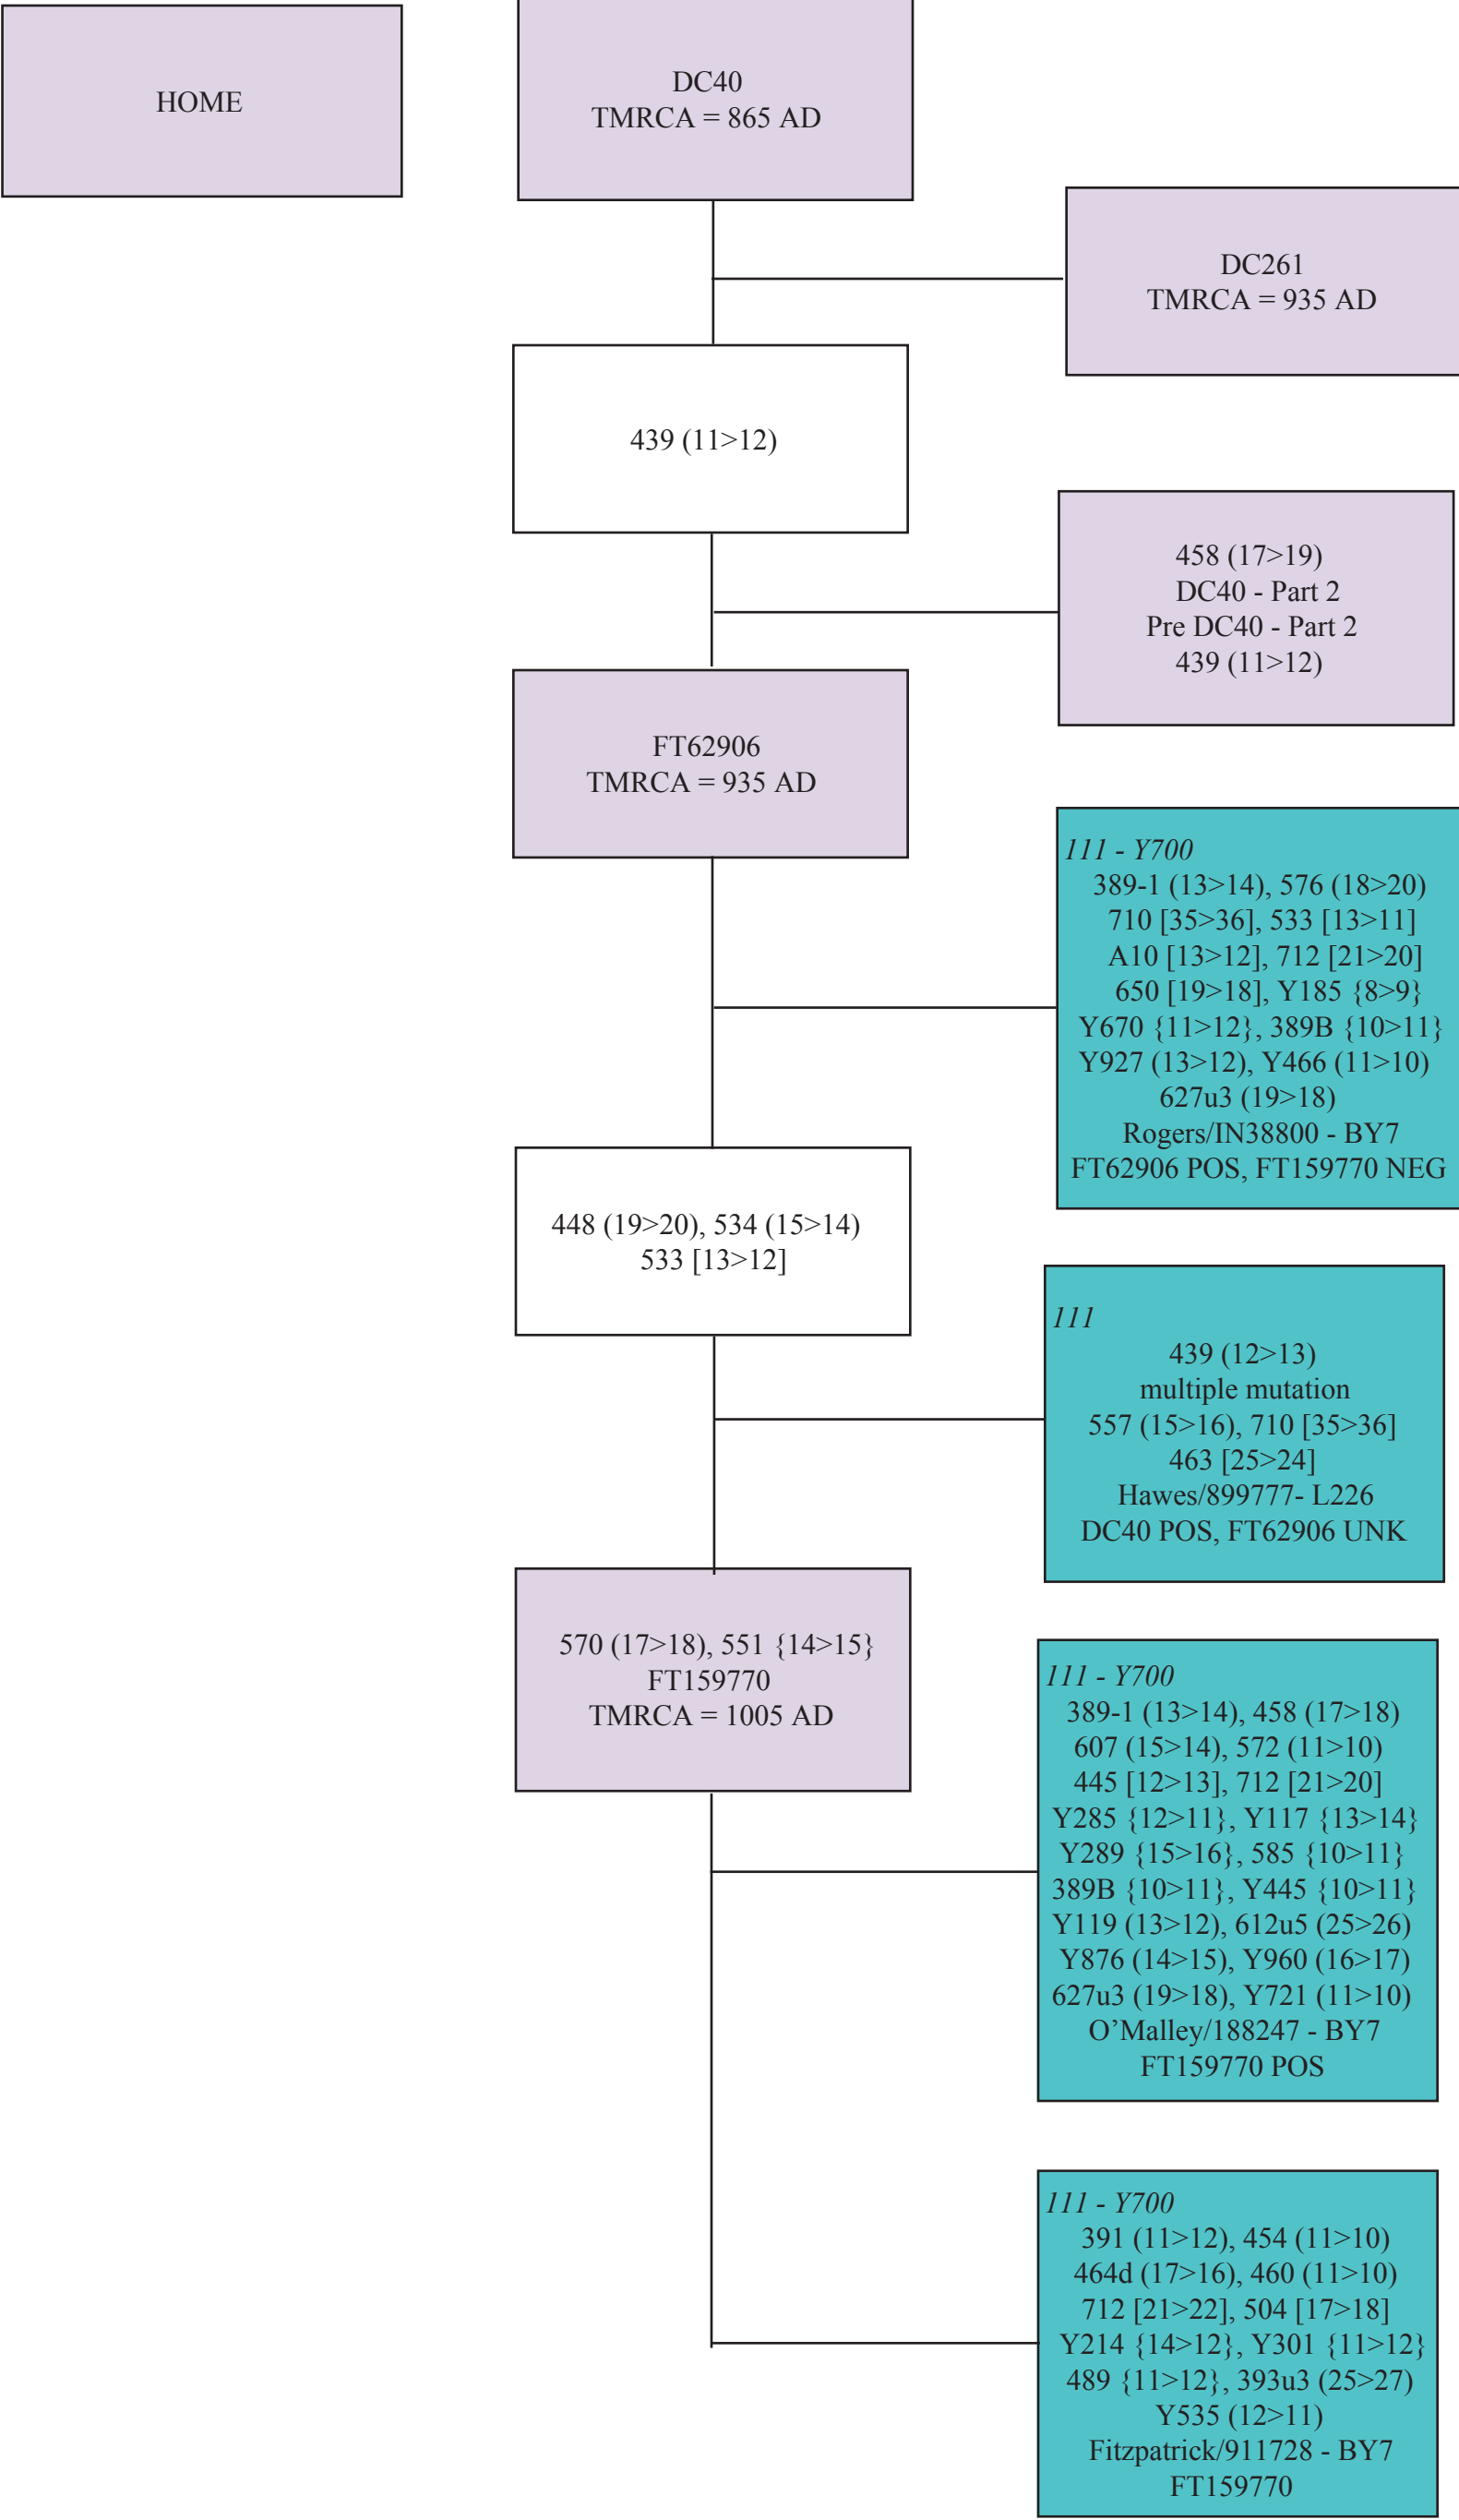 HOME
DC40
TMRCA = 865 AD
DC261
TMRCA = 935 AD
439 (11>12)
458 (17>19)
DC40 - Part 2
Pre DC40 - Part 2
439 (11>12)
FT62906
TMRCA = 935 AD
111 - Y700
389-1 (13>14), 576 (18>20)
710 [35>36], 533 [13>11]
A10 [13>12], 712 [21>20]
650 [19>18], Y185 {8>9}
Y670 {11>12}, 389B {10>11}
Y927 (13>12), Y466 (11>10)
627u3 (19>18)
Rogers/IN38800 - BY7
FT62906 POS, FT159770 NEG
448 (19>20), 534 (15>14)
533 [13>12]
111
439 (12>13)
multiple mutation
557 (15>16), 710 [35>36]
463 [25>24]
Hawes/899777- L226
DC40 POS, FT62906 UNK
570 (17>18), 551 {14>15}
FT159770
TMRCA = 1005 AD
111 - Y700
389-1 (13>14), 458 (17>18)
607 (15>14), 572 (11>10)
445 [12>13], 712 [21>20]
Y285 {12>11}, Y117 {13>14}
Y289 {15>16}, 585 {10>11}
389B {10>11}, Y445 {10>11}
Y119 (13>12), 612u5 (25>26)
Y876 (14>15), Y960 (16>17)
627u3 (19>18), Y721 (11>10)
O’Malley/188247 - BY7
FT159770 POS
111 - Y700
391 (11>12), 454 (11>10)
464d (17>16), 460 (11>10)
712 [21>22], 504 [17>18]
Y214 {14>12}, Y301 {11>12}
489 {11>12}, 393u3 (25>27)
Y535 (12>11)
Fitzpatrick/911728 - BY7
FT159770